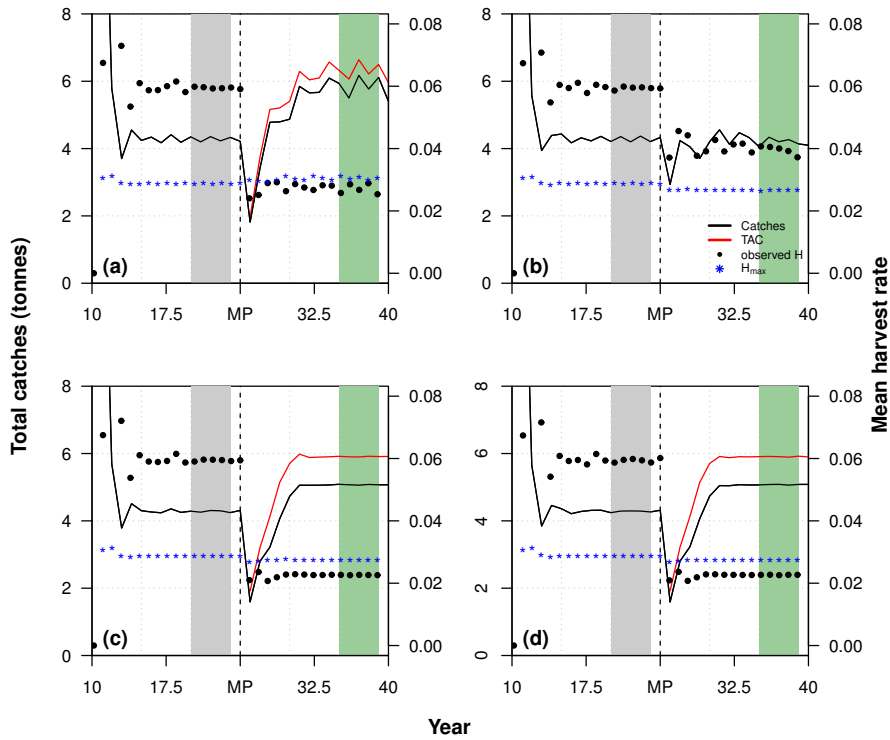 8
6
4
2
0
0.08
0.06
0.04
0.02
0.00
(a)
10 17.5 MP 32.5 40
8
6
4
2
0
0.08
0.06
0.04
0.02
0.00
(b)
Catches
TAC
observed H
Hmax
10 17.5 MP 32.5 40
8
6
4
2
0
0.08
0.06
0.04
0.02
0.00
(c)
10 17.5 MP 32.5 40
8
6
4
2
0
0.08
0.06
0.04
0.02
0.00
(d)
10 17.5 MP 32.5 40
Total catches (tonnes)
Mean harvest rate
Year